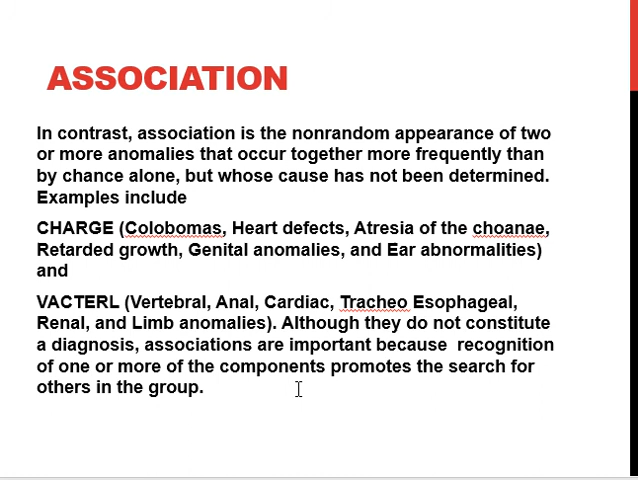 ASSOCIATION
In contrast, association is the nonrandom appearance of two
or more anomalies that occur together more frequently than
by chance alone, but whose cause has not been determined.
Examples include
CHARGE (Colobomas, Heart defects, Atresia of the choanae,
Retarded growth, Genital anomalies, and Ear abnormalities)
and
VACTERL (Vertebral, Anal, Cardiac, Tracheo Esophageal,
Renal, and Limb anomalies). Although they do not constitute
a diagnosis, associations are important because  recognition
of one or more of the components promotes the search for
others in the group.